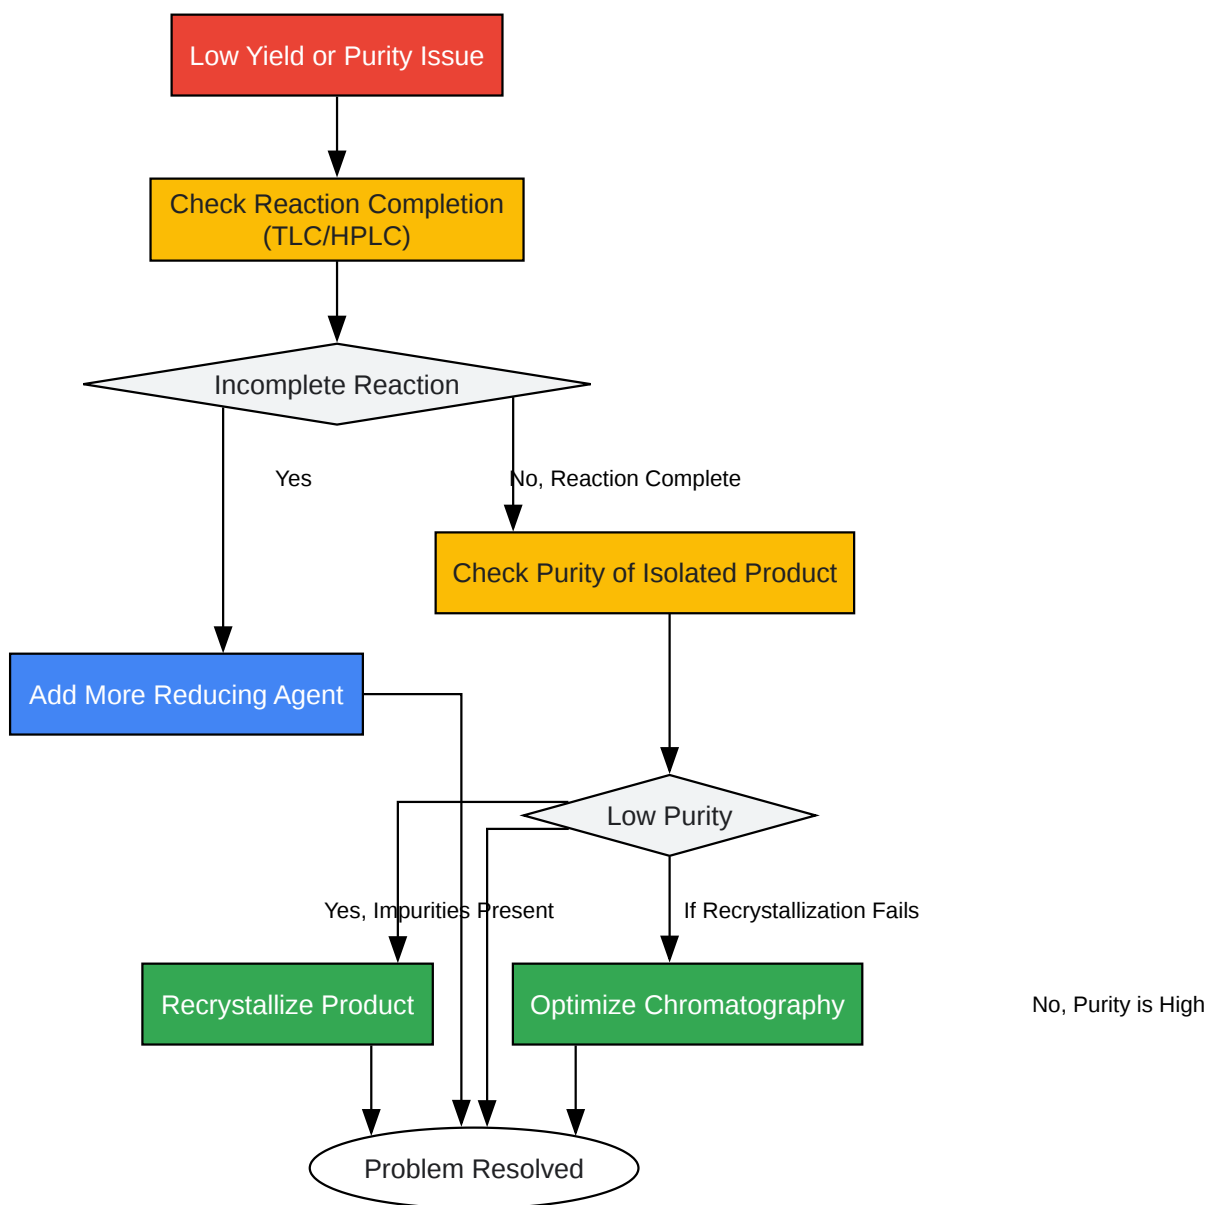 Low Yield or Purity Issue
Check Reaction Completion
(TLC/HPLC)
Incomplete Reaction
Yes
No, Reaction Complete
Check Purity of Isolated Product
Add More Reducing Agent
Low Purity
Yes, Impurities Present
If Recrystallization Fails
Recrystallize Product
Optimize Chromatography
No, Purity is High
Problem Resolved